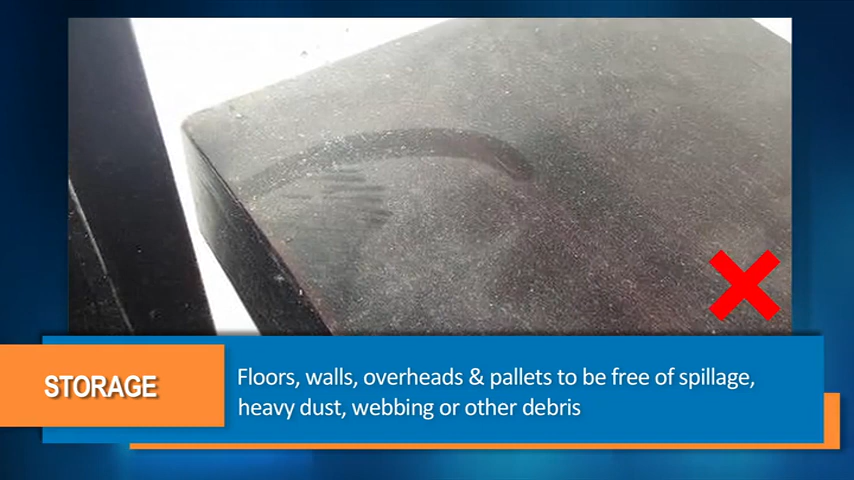 STORAGE
Floors, walls, overheads & pallets to be free of spillage,
heavy dust, webbing or other debris